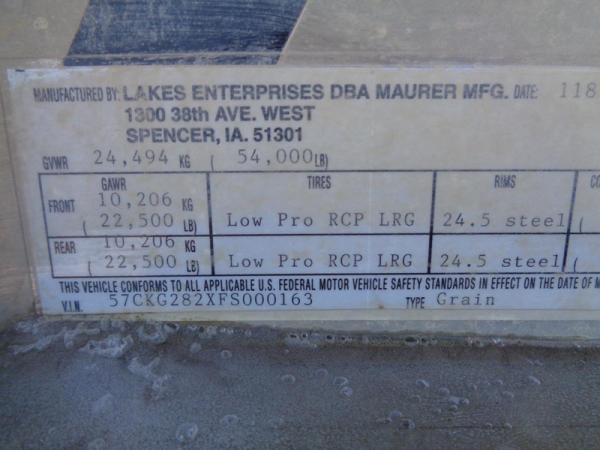 MANUFACTURED BY: LAKES ENTERPRISES DBA MAURER MFG. DATE: 118
1300 38th AVE. WEST
SPENCER, IA. 51301
GVWR 24,494 KG ( 54,000 LB)
GAWR TIRES RIMS
FRONT 10,206 KG
( 22,500 LB) Low Pro RCP LRG 24.5 steel (
REAR 10,206 KG
( 22,500 LB) Low Pro RCP LRG 24.5 steel (
THIS VEHICLE CONFORMS TO ALL APPLICABLE U.S. FEDERAL MOTOR VEHICLE SAFETY STANDARDS IN EFFECT ON THE DATE OF M
V.I.N. 57CKG282XFS000163 TYPE Grain